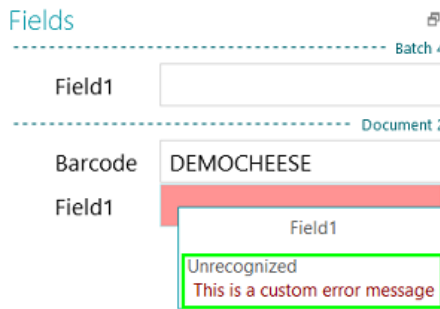 Fields
Batch 4
Field1
Document 2
Barcode DEMOCHEESE
Field1
Field1
Unrecognized
This is a custom error message